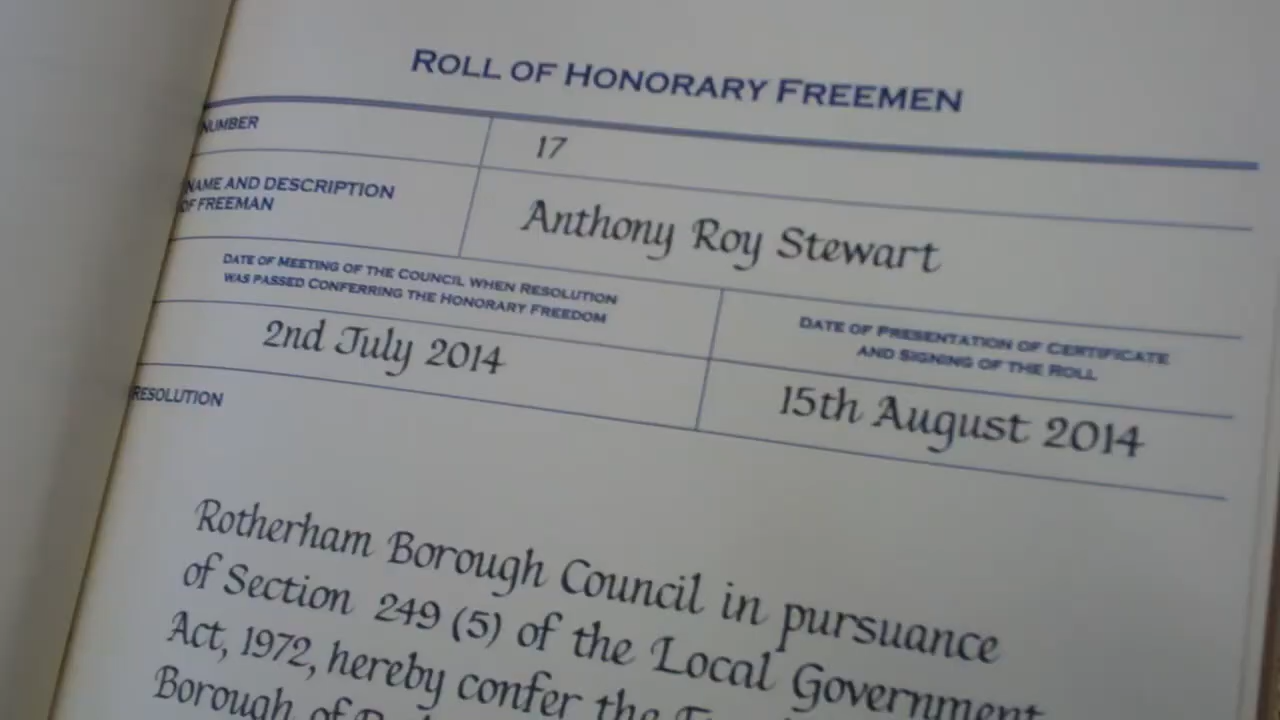 ROLL OF HONORARY FREEMEN
NUMBER
17
NAME AND DESCRIPTION
OF FREEMAN
Anthony Roy Stewart
DATE OF MEETING OF THE COUNCIL WHEN RESOLUTION
WAS PASSED CONFERRING THE HONORARY FREEDOM
2nd July 2014
DATE OF PRESENTATION OF CERTIFICATE
AND SIGNING OF THE ROLL
15th August 2014
RESOLUTION
Rotherham Borough Council in pursuance
of Section 249 (5) of the Local Government
Act, 1972, hereby confer the
Borough of